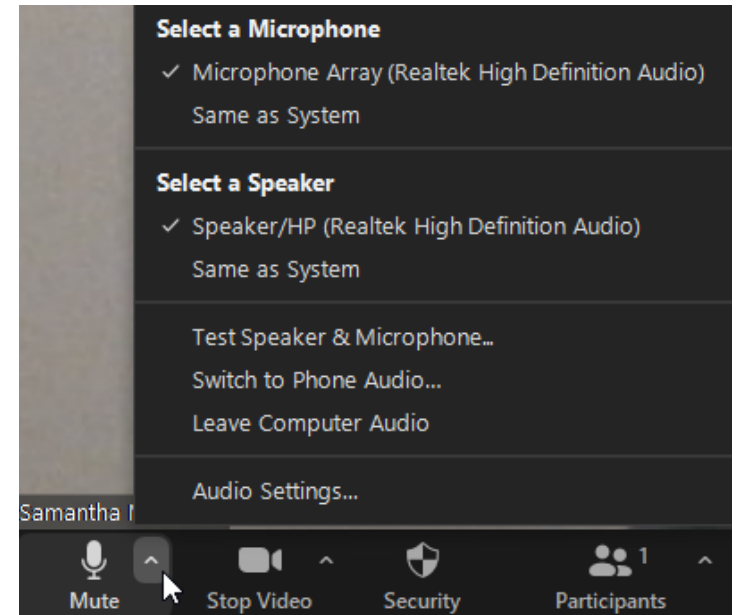 Select a Microphone
✓ Microphone Array (Realtek High Definition Audio)
Same as System
Select a Speaker
✓ Speaker/HP (Realtek High Definition Audio)
Same as System
Test Speaker & Microphone...
Switch to Phone Audio...
Leave Computer Audio
Audio Settings...
Samantha
1
Mute Stop Video Security Participants